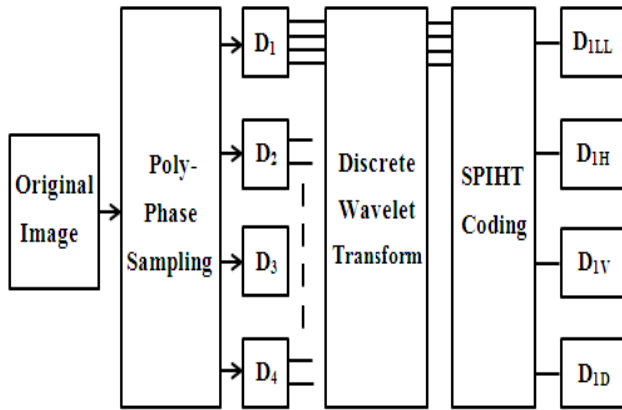 Original
Image
Poly-
Phase
Sampling
D1
D2
D3
D4
Discrete
Wavelet
Transform
SPIHT
Coding
D1LL
D1H
D1V
D1D